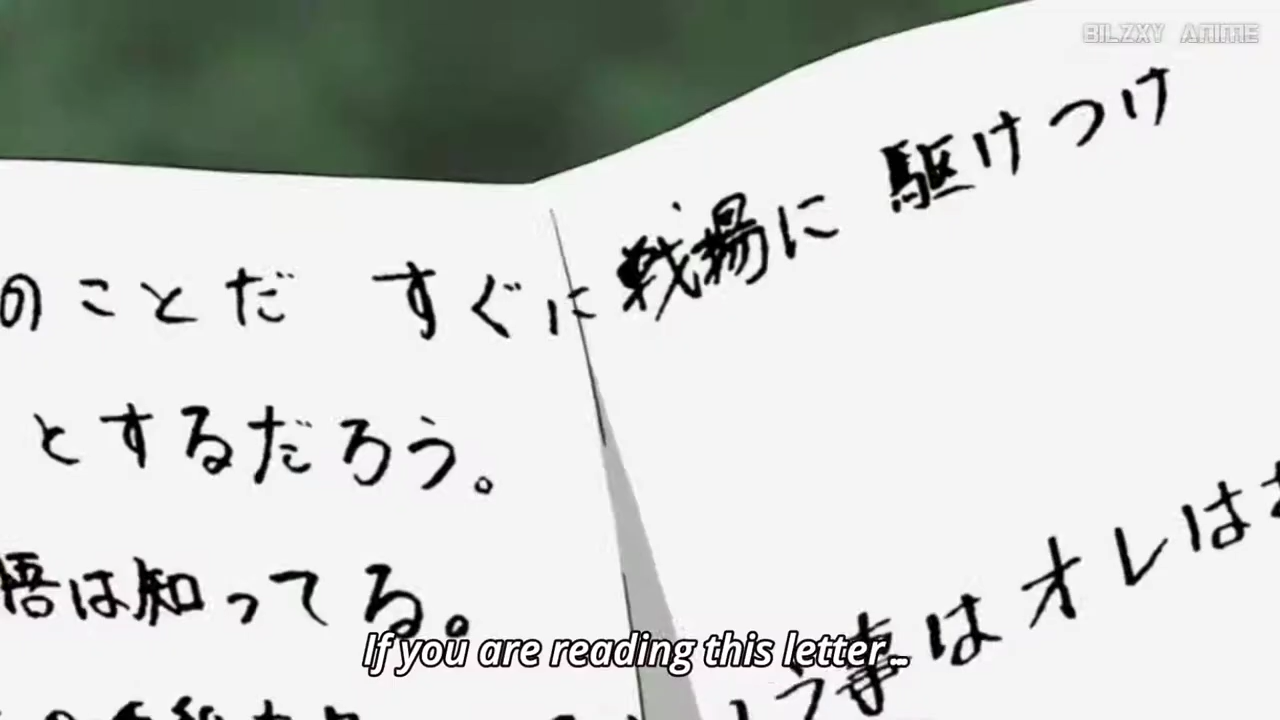 BILZXY ANIME
のことだ すぐに戦場に 駆けつけ
とするだろう。
悟は知ってる。
う事はオレは
If you are reading this letter...